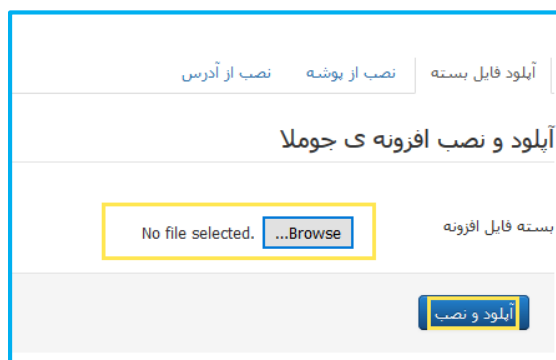 آپلود فایل بسته نصب از پوشه نصب از آدرس
آپلود و نصب افزونه ی جوملا
بسته فایل افزونه Browse... No file selected.
آپلود و نصب